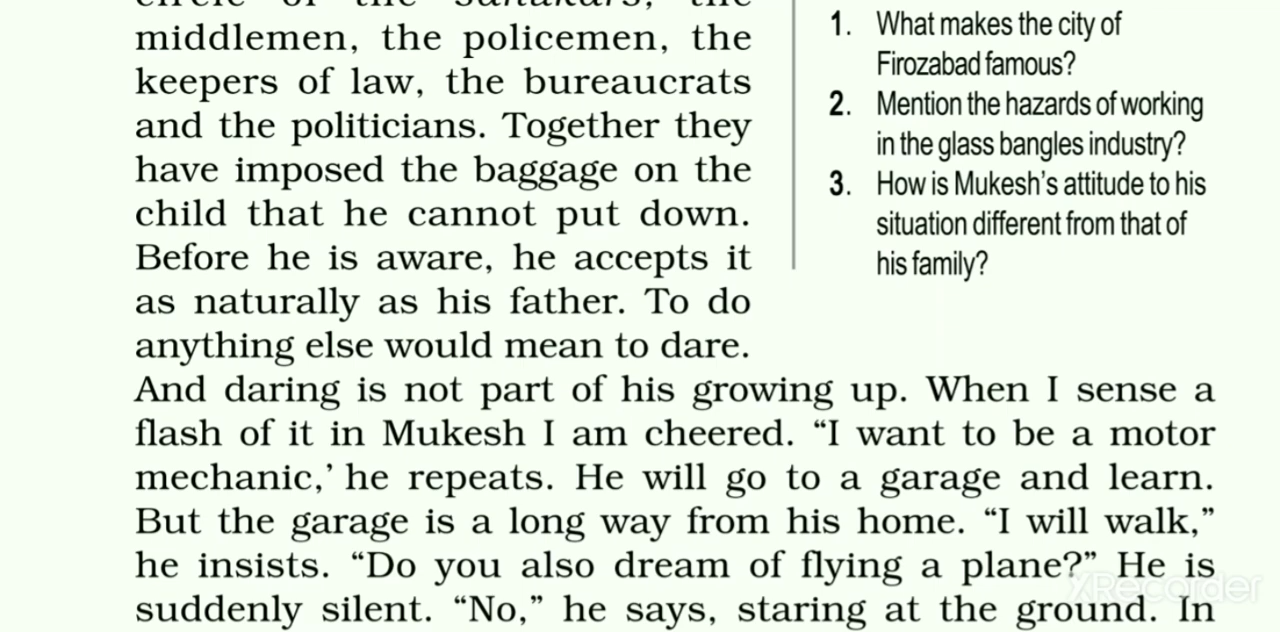 circle of the sahukars, the
middlemen, the policemen, the
keepers of law, the bureaucrats
and the politicians. Together they
have imposed the baggage on the
child that he cannot put down.
Before he is aware, he accepts it
as naturally as his father. To do
anything else would mean to dare.
And daring is not part of his growing up. When I sense a
flash of it in Mukesh I am cheered. “I want to be a motor
mechanic,’ he repeats. He will go to a garage and learn.
But the garage is a long way from his home. “I will walk,”
he insists. “Do you also dream of flying a plane?” He is
suddenly silent. “No,” he says, staring at the ground. In
1. What makes the city of
Firozabad famous?
2. Mention the hazards of working
in the glass bangles industry?
3. How is Mukesh’s attitude to his
situation different from that of
his family?
XRecorder